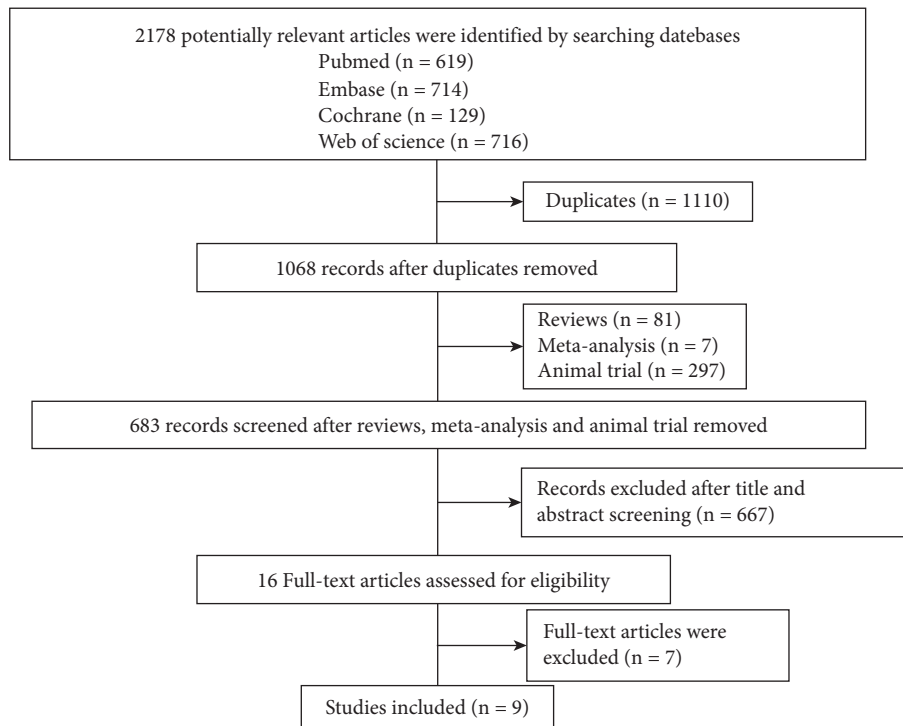 2178 potentially relevant articles were identified by searching datebases
Pubmed (n = 619)
Embase (n = 714)
Cochrane (n = 129)
Web of science (n = 716)
Duplicates (n = 1110)
1068 records after duplicates removed
Reviews (n = 81)
Meta-analysis (n = 7)
Animal trial (n = 297)
683 records screened after reviews, meta-analysis and animal trial removed
Records excluded after title and
abstract screening (n = 667)
16 Full-text articles assessed for eligibility
Full-text articles were
excluded (n = 7)
Studies included (n = 9)